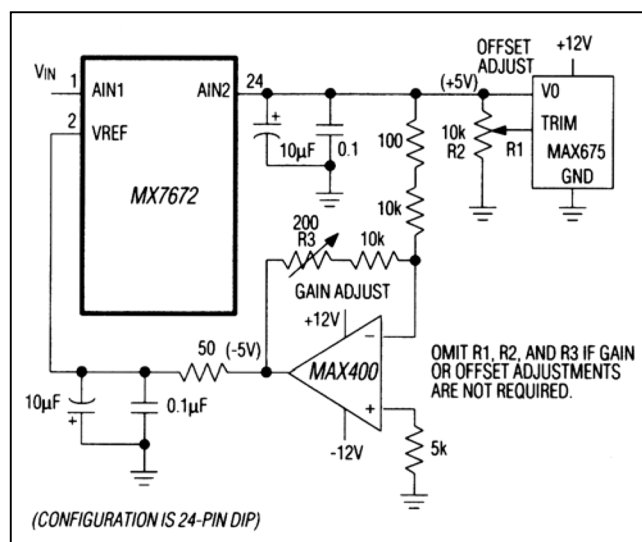 OFFSET
ADJUST
+12V
VIN
1
AIN1
AIN2
24
(+5V)
V0
2
VREF
+
10µF
0.1
100
10k
R2
R1
TRIM
MAX675
GND
MX7672
10k
200
R3
10k
GAIN ADJUST
+12V
−
50
(-5V)
MAX400
OMIT R1, R2, AND R3 IF GAIN
OR OFFSET ADJUSTMENTS
ARE NOT REQUIRED.
10µF
+
0.1µF
+
-12V
5k
(CONFIGURATION IS 24-PIN DIP)